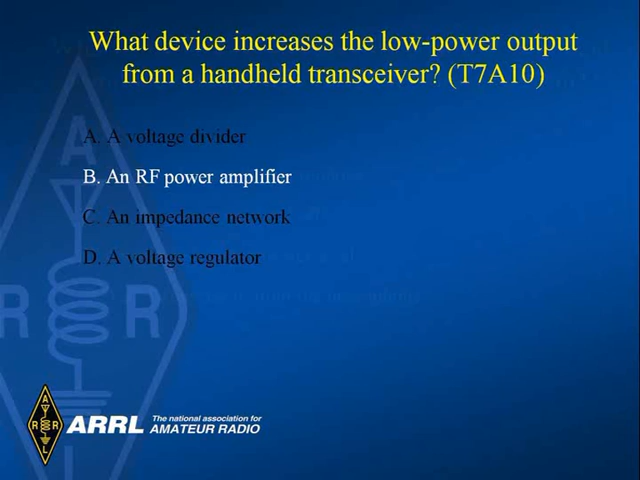 What device increases the low-power output
from a handheld transceiver? (T7A10)
A. A voltage divider
B. An RF power amplifier
C. An impedance network
D. A voltage regulator
A
R R
L
A
R R
L
ARRL
The national association for
AMATEUR RADIO